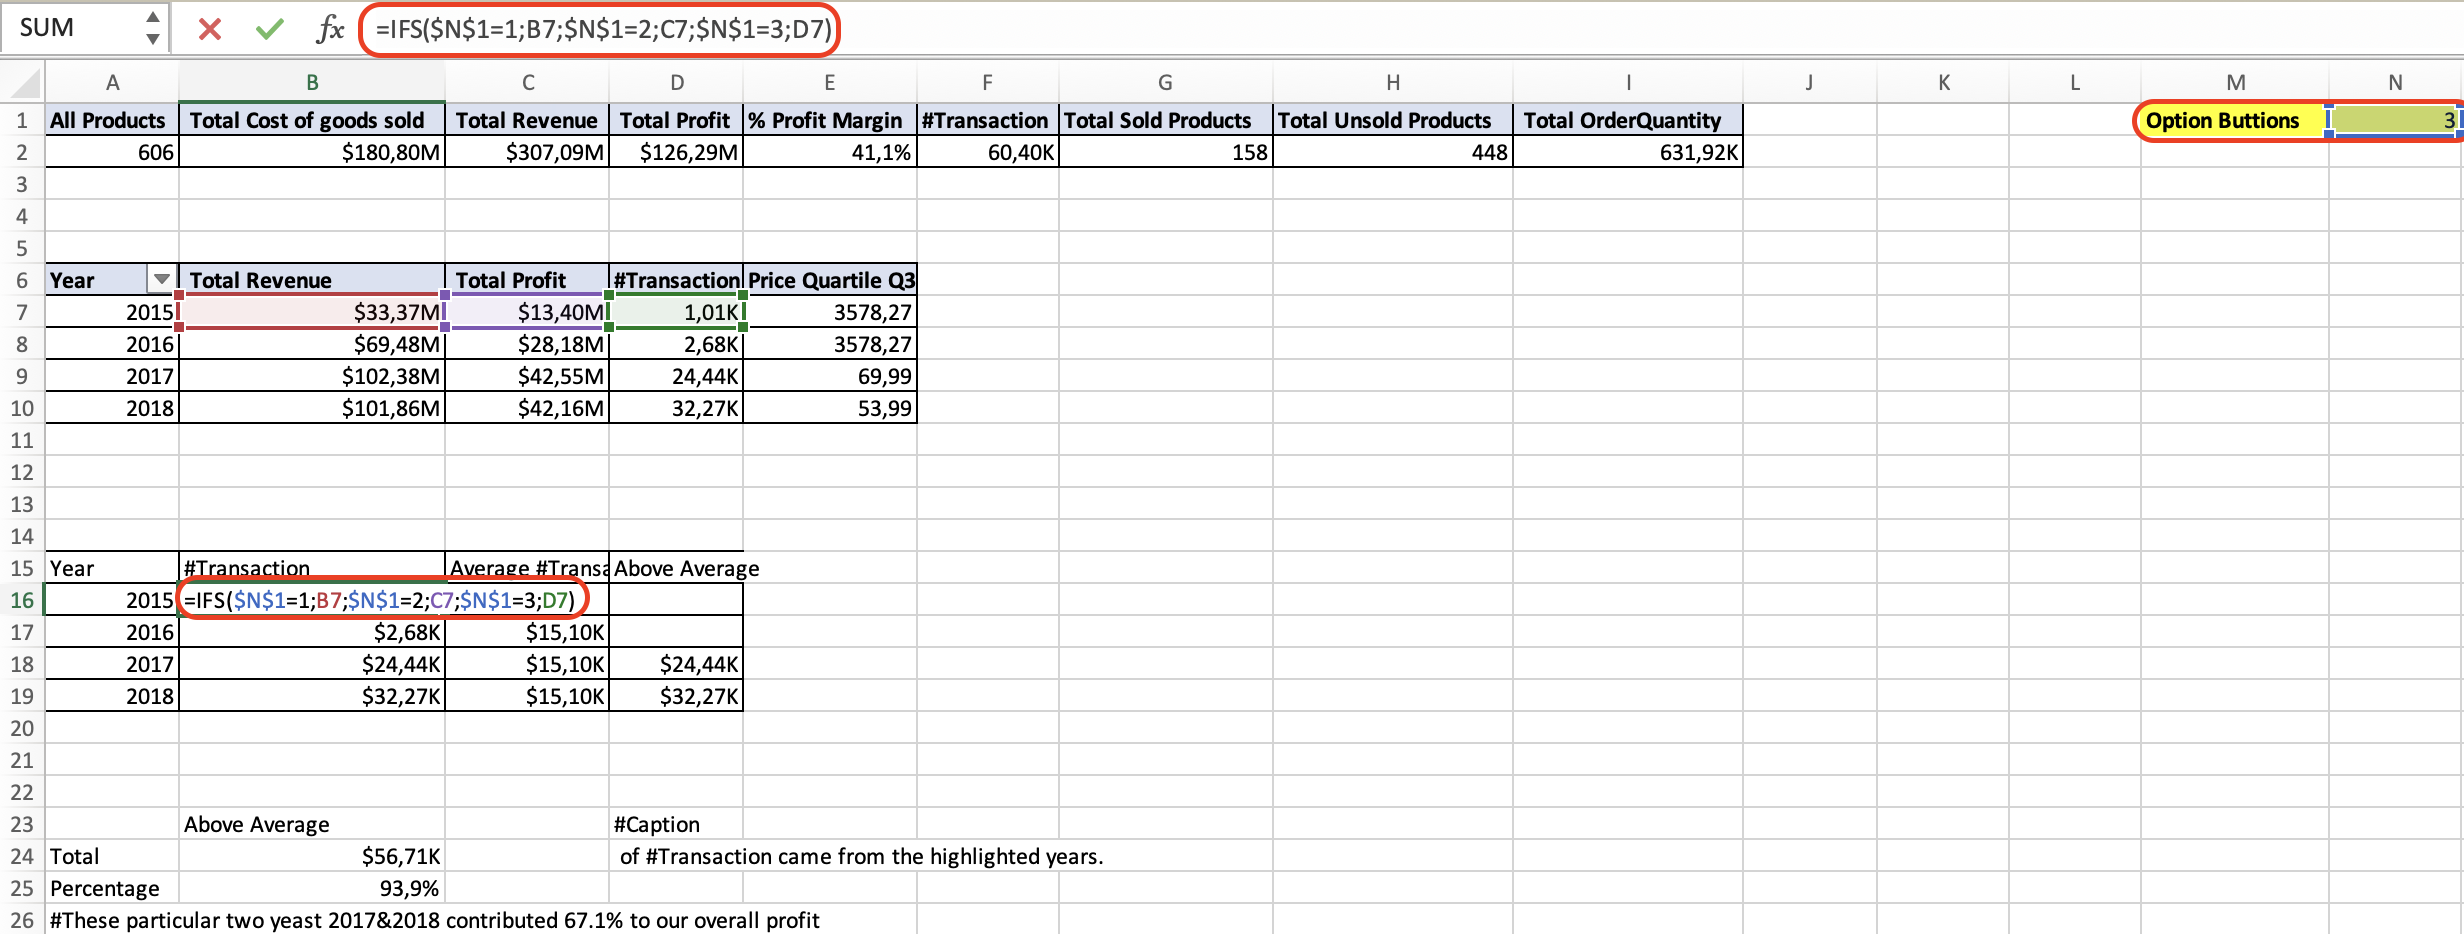 SUM fx =IFS($N$1=1;B7;$N$1=2;C7;$N$1=3;D7)
A B C D E F G H I J K L M N
1 All Products Total Cost of goods sold Total Revenue Total Profit % Profit Margin #Transaction Total Sold Products Total Unsold Products Total OrderQuantity Option Buttions 3
2 606 $180,80M $307,09M $126,29M 41,1% 60,40K 158 448 631,92K
3
4
5
6 Year Total Revenue Total Profit #Transaction Price Quartile Q3
7 2015 $33,37M $13,40M 1,01K 3578,27
8 2016 $69,48M $28,18M 2,68K 3578,27
9 2017 $102,38M $42,55M 24,44K 69,99
10 2018 $101,86M $42,16M 32,27K 53,99
11
12
13
14
15 Year #Transaction Average #Transa Above Average
16 2015 =IFS($N$1=1;B7;$N$1=2;C7;$N$1=3;D7)
17 2016 $2,68K $15,10K
18 2017 $24,44K $15,10K $24,44K
19 2018 $32,27K $15,10K $32,27K
20
21
22
23 Above Average #Caption
24 Total $56,71K of #Transaction came from the highlighted years.
25 Percentage 93,9%
26 #These particular two yeast 2017&2018 contributed 67.1% to our overall profit